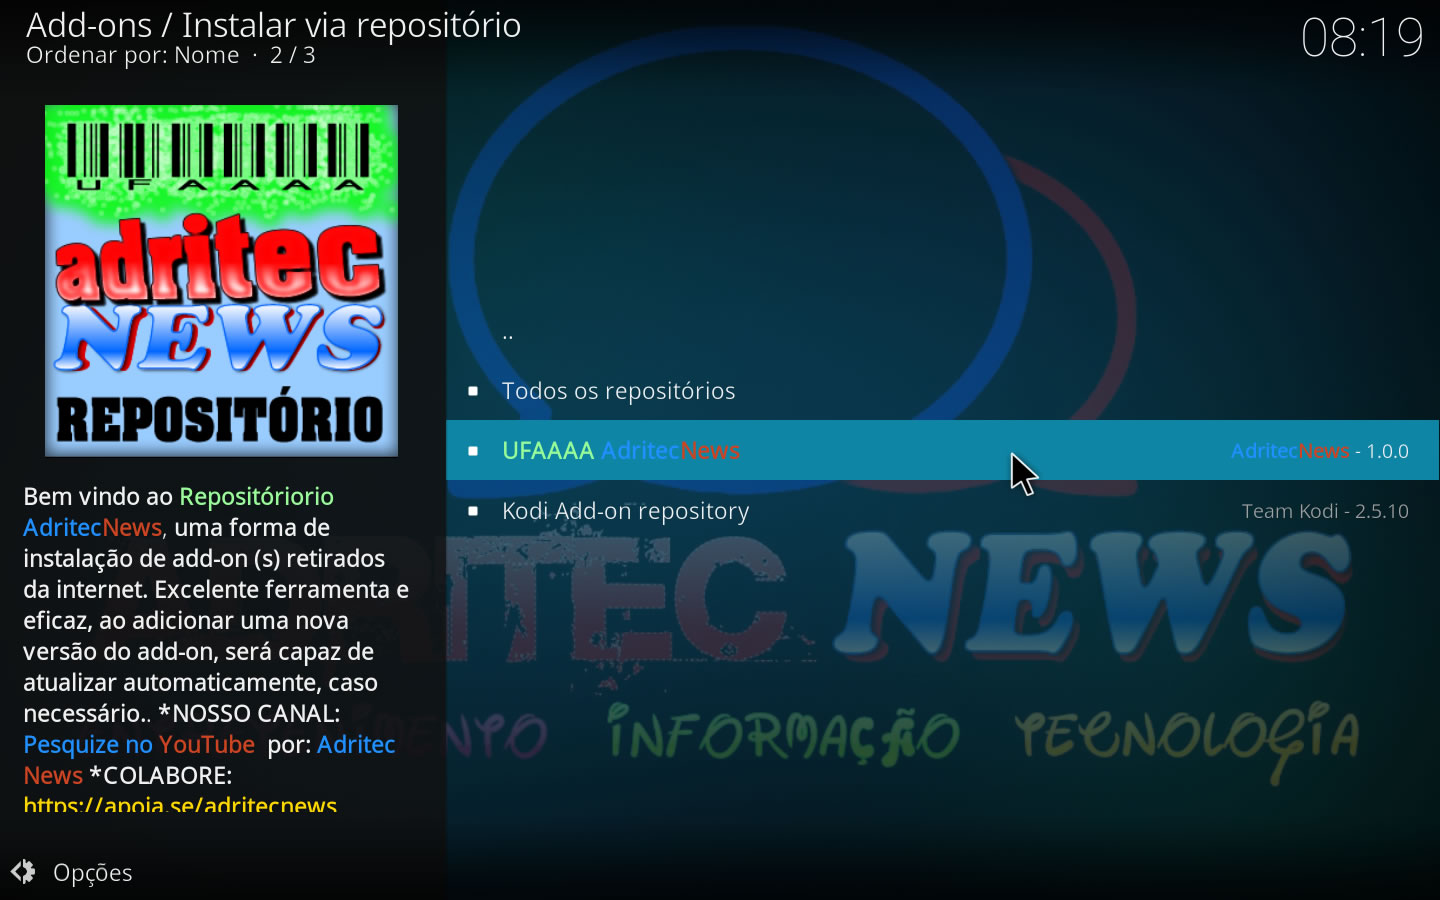 Add-ons / Instalar via repositório
Ordenar por: Nome · 2 / 3
08:19
UFAAAA
adritec
NEWS
REPOSITÓRIO
Bem vindo ao Repositóriorio
AdritecNews, uma forma de
instalação de add-on (s) retirados
da internet. Excelente ferramenta e
eficaz, ao adicionar uma nova
versão do add-on, será capaz de
atualizar automaticamente, caso
necessário.. *NOSSO CANAL:
Pesquize no YouTube por: Adritec
News *COLABORE:
https://apoia.se/adritecnews
..
Todos os repositórios
UFAAAA AdritecNews
AdritecNews - 1.0.0
Kodi Add-on repository
Team Kodi - 2.5.10
RITEC NEWS
IMENTO INFORMAÇÃO TECNOLOGIA
Opções